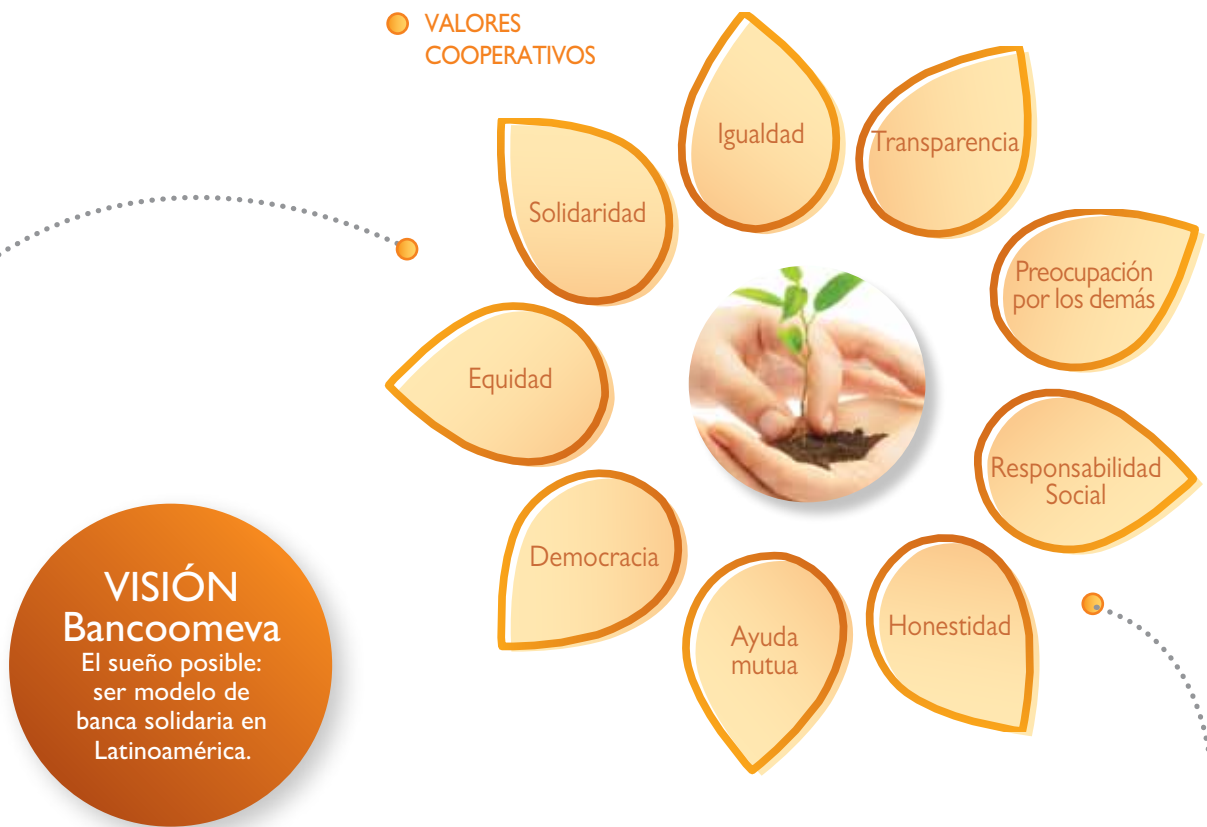 VALORES
COOPERATIVOS
Igualdad
Transparencia
Preocupación
por los demás
Responsabilidad
Social
Honestidad
Ayuda
mutua
Democracia
Equidad
Solidaridad
VISIÓN
Bancoomeva
El sueño posible:
ser modelo de
banca solidaria en
Latinoamérica.